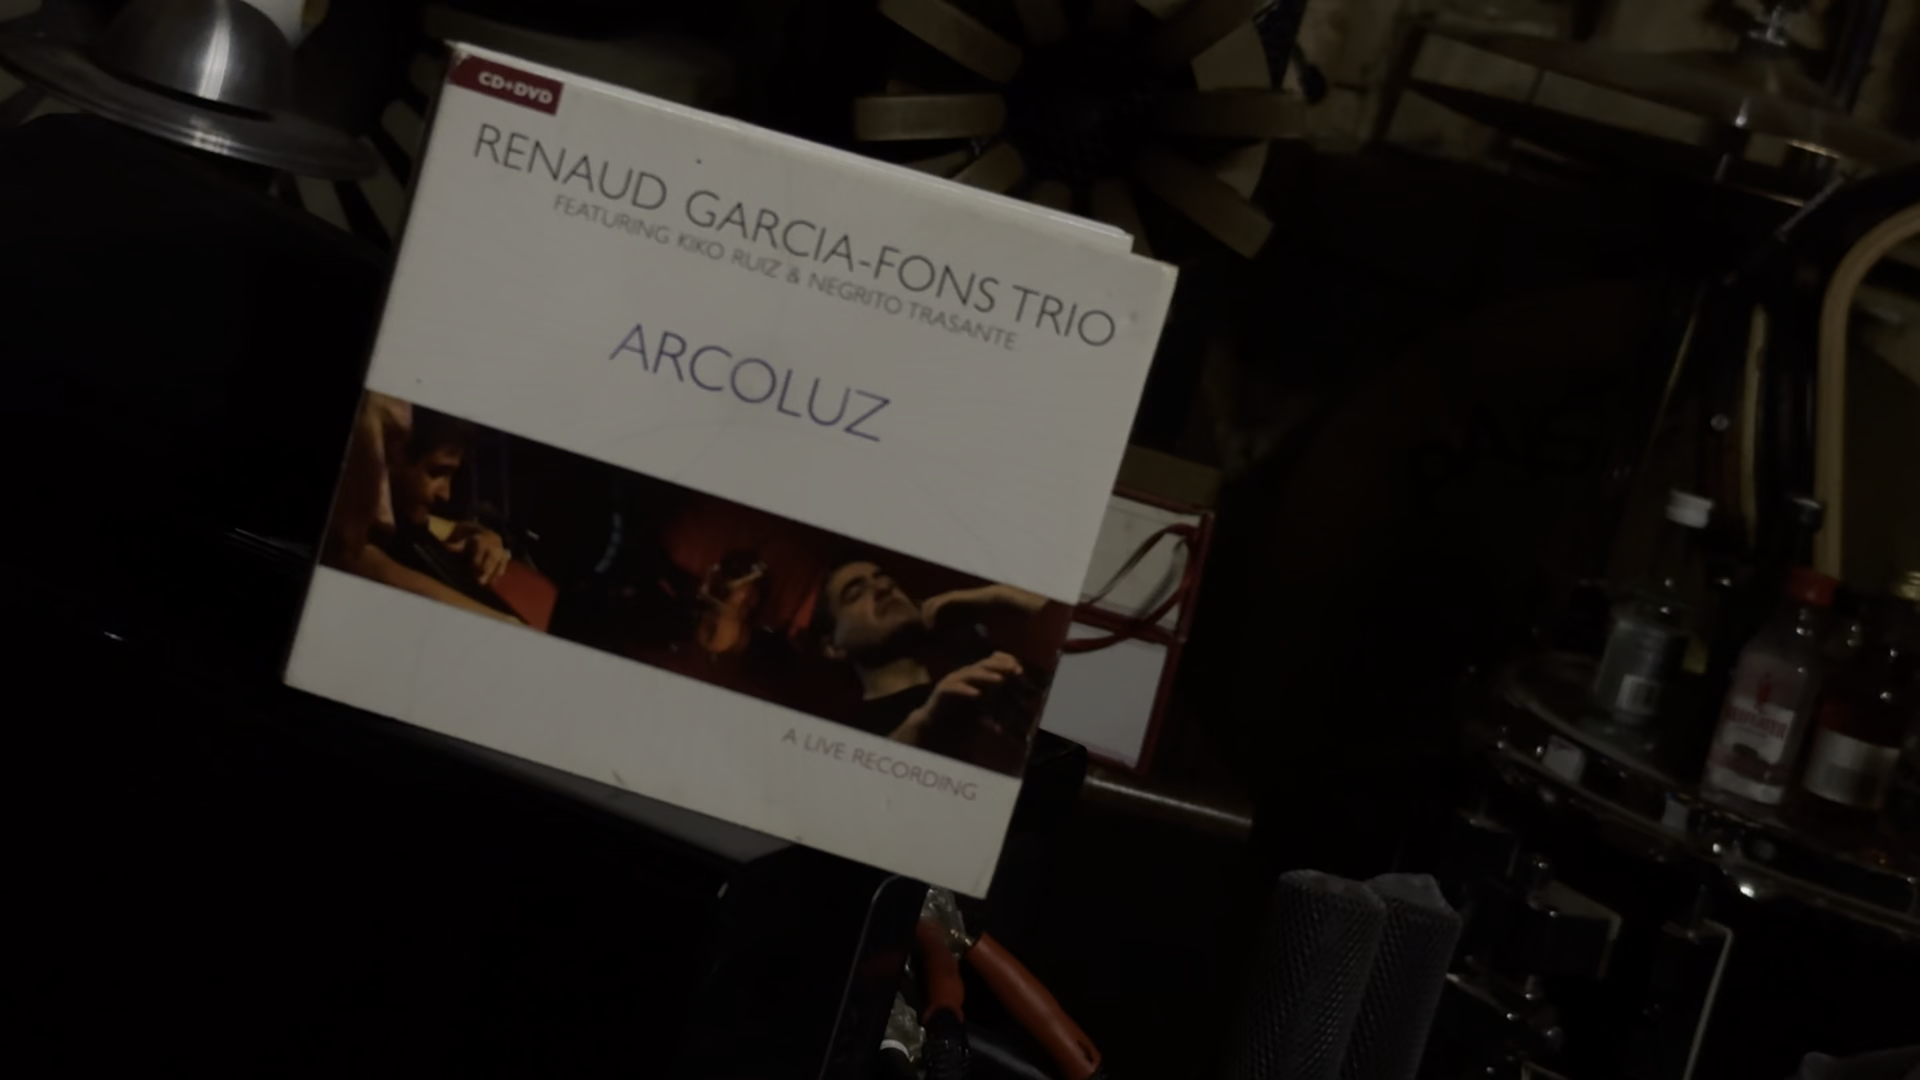 CD+DVD
RENAUD GARCIA-FONS TRIO
FEATURING KIKO RUIZ & NEGRITO TRASANTE
ARCOLUZ
A LIVE RECORDING